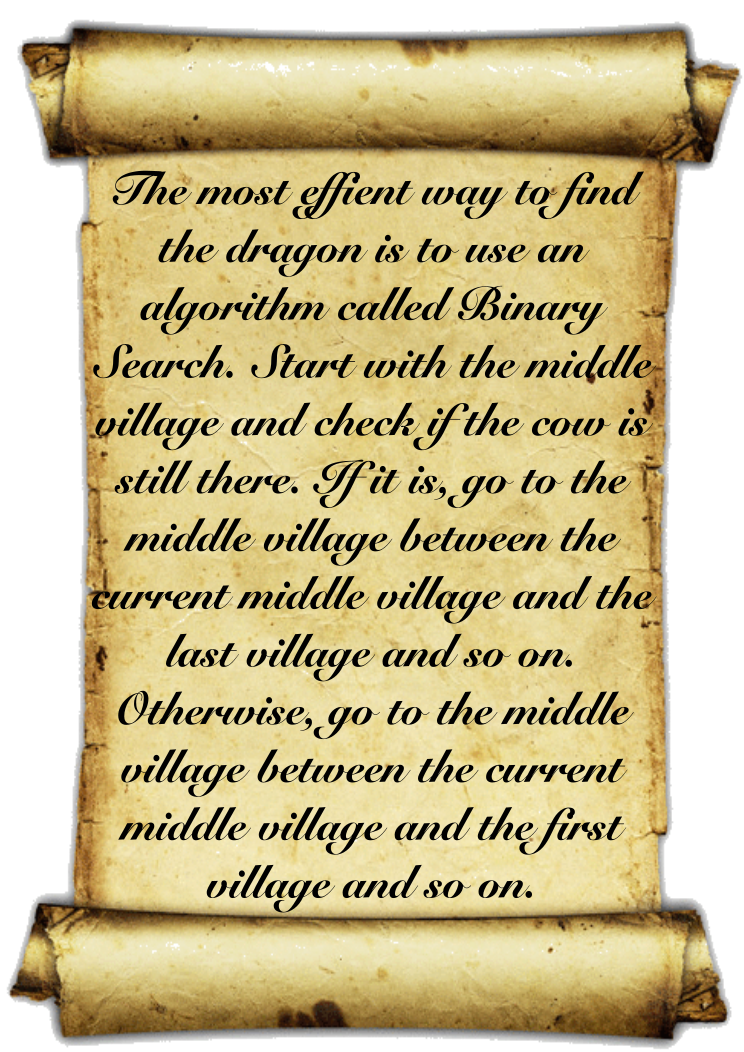 The most effient way to find
the dragon is to use an
algorithm called Binary
Search. Start with the middle
village and check if the cow is
still there. If it is, go to the
middle village between the
current middle village and the
last village and so on.
Otherwise, go to the middle
village between the current
middle village and the first
village and so on.